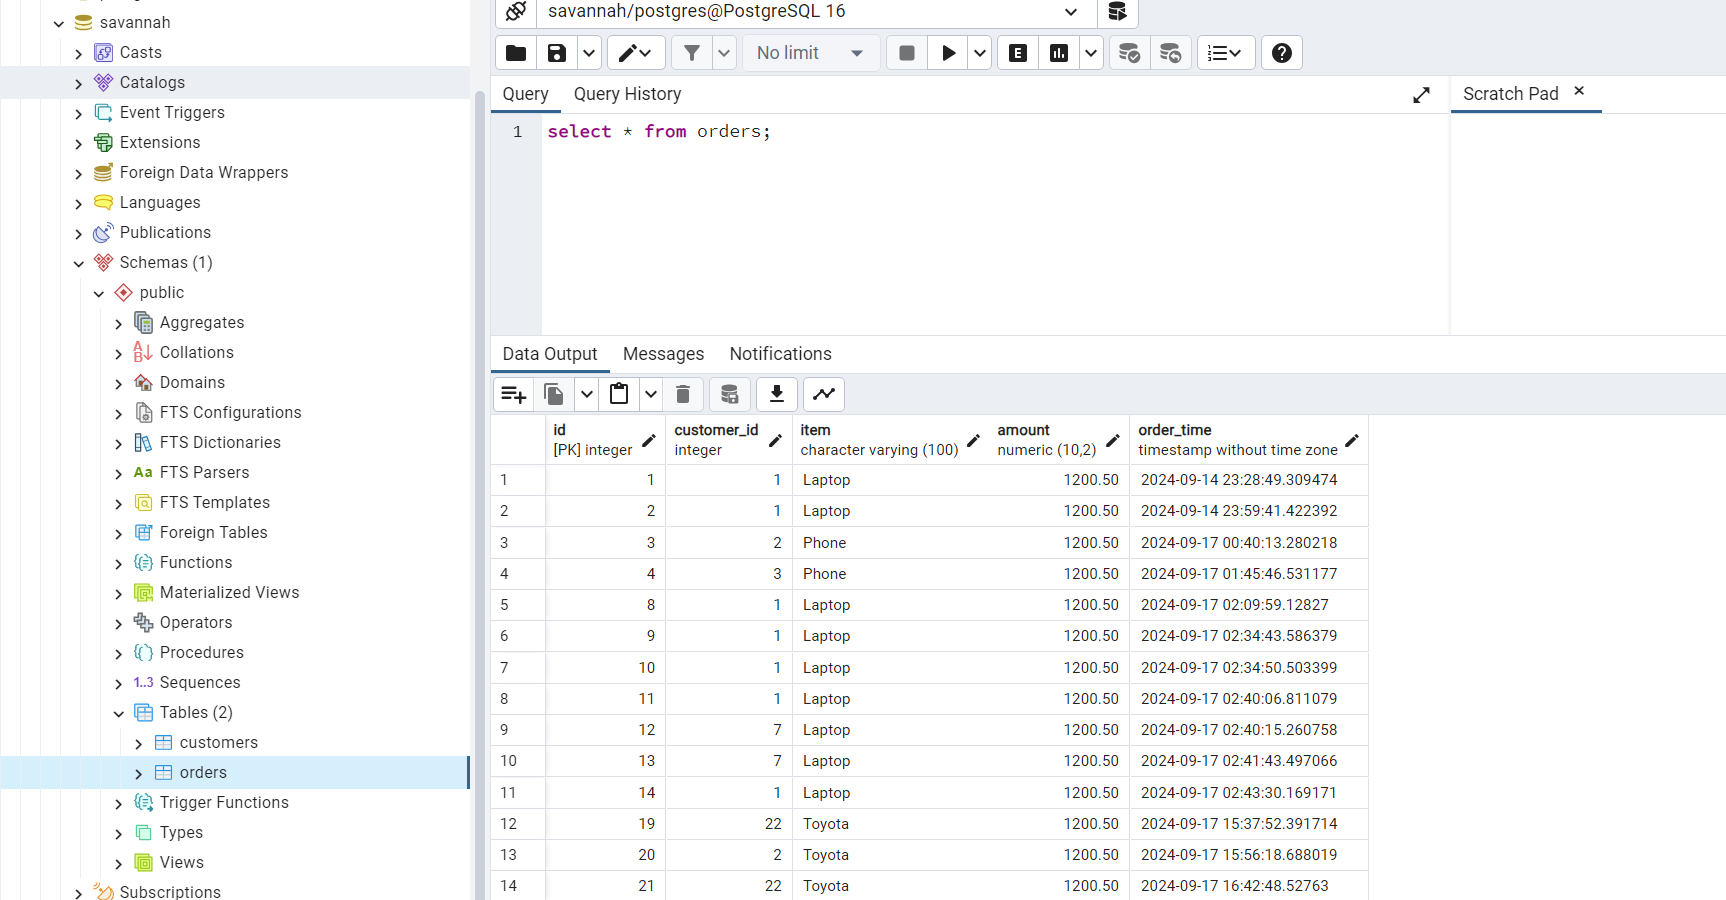 savannah
Casts
Catalogs
Event Triggers
Extensions
Foreign Data Wrappers
Languages
Publications
Schemas (1)
public
Aggregates
Collations
Domains
FTS Configurations
FTS Dictionaries
Aa FTS Parsers
FTS Templates
Foreign Tables
Functions
Materialized Views
Operators
Procedures
1..3 Sequences
Tables (2)
customers
orders
Trigger Functions
Types
Views
Subscriptions
savannah/postgres@PostgreSQL 16
No limit
E
Query Query History
Scratch Pad
1 select * from orders;
Data Output Messages Notifications
id customer_id item amount order_time
[PK] integer integer character varying (100) numeric (10,2) timestamp without time zone
1 1 1 Laptop 1200.50 2024-09-14 23:28:49.309474
2 2 1 Laptop 1200.50 2024-09-14 23:59:41.422392
3 3 2 Phone 1200.50 2024-09-17 00:40:13.280218
4 4 3 Phone 1200.50 2024-09-17 01:45:46.531177
5 8 1 Laptop 1200.50 2024-09-17 02:09:59.12827
6 9 1 Laptop 1200.50 2024-09-17 02:34:43.586379
7 10 1 Laptop 1200.50 2024-09-17 02:34:50.503399
8 11 1 Laptop 1200.50 2024-09-17 02:40:06.811079
9 12 7 Laptop 1200.50 2024-09-17 02:40:15.260758
10 13 7 Laptop 1200.50 2024-09-17 02:41:43.497066
11 14 1 Laptop 1200.50 2024-09-17 02:43:30.169171
12 19 22 Toyota 1200.50 2024-09-17 15:37:52.391714
13 20 2 Toyota 1200.50 2024-09-17 15:56:18.688019
14 21 22 Toyota 1200.50 2024-09-17 16:42:48.52763